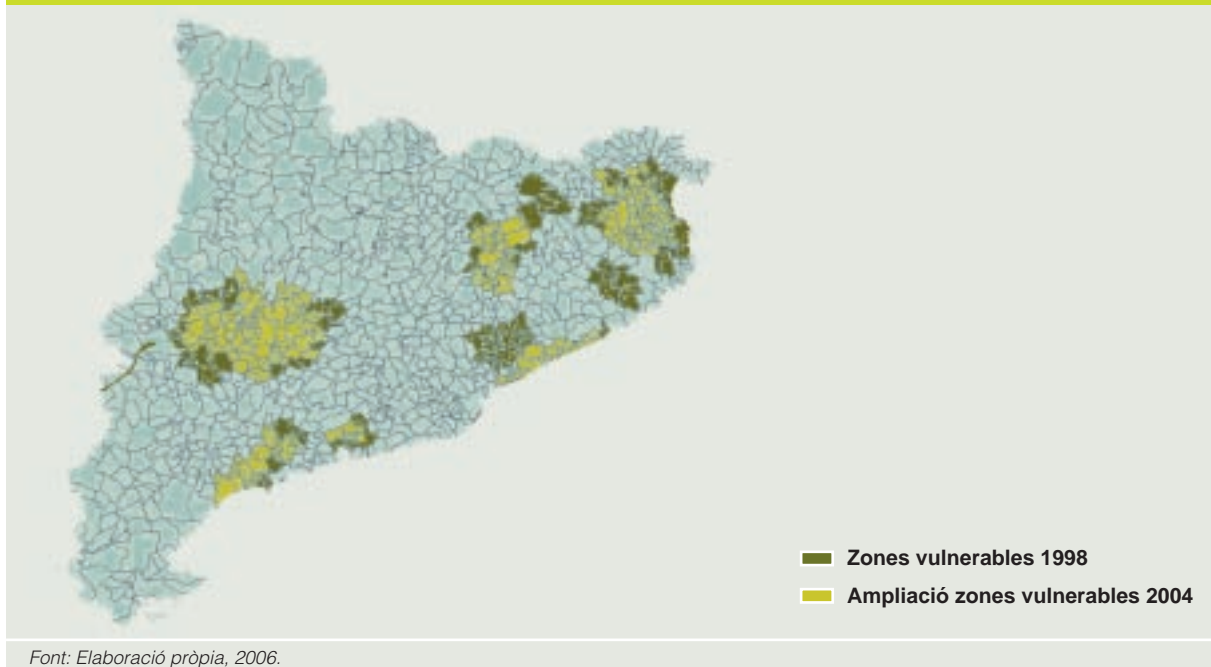 Zones vulnerables 1998
Ampliació zones vulnerables 2004
Font: Elaboració pròpia, 2006.